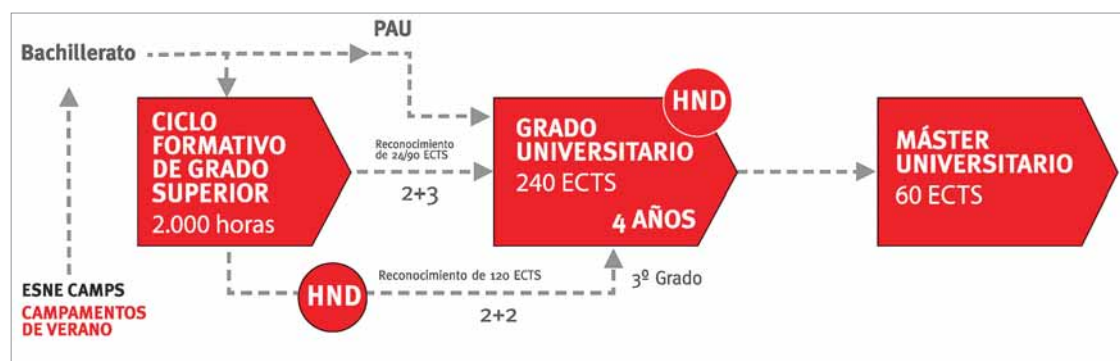 PAU
Bachillerato
HND
CICLO
FORMATIVO
DE GRADO
SUPERIOR
2.000 horas
Reconocimiento
de 24/90 ECTS
2+3
GRADO
UNIVERSITARIO
240 ECTS
4 AÑOS
MÁSTER
UNIVERSITARIO
60 ECTS
HND
Reconocimiento de 120 ECTS
2+2
3º Grado
ESNE CAMPS
CAMPAMENTOS
DE VERANO